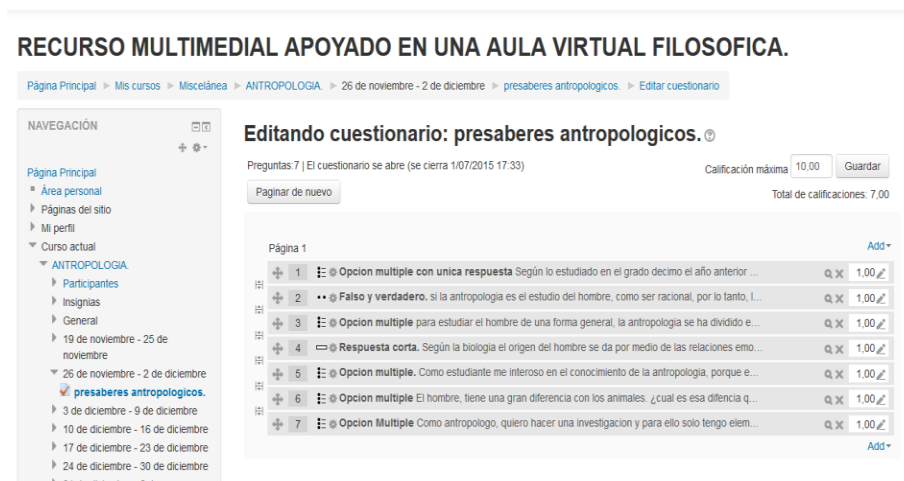 RECURSO MULTIMEDIAL APOYADO EN UNA AULA VIRTUAL FILOSOFICA.
Página Principal Mis cursos Miscelánea ANTROPOLOGIA. 26 de noviembre - 2 de diciembre presaberes antropologicos. Editar cuestionario
NAVEGACIÓN
Página Principal
Área personal
Páginas del sitio
Mi perfil
Curso actual
ANTROPOLOGIA.
Participantes
Insignias
General
19 de noviembre - 25 de
noviembre
26 de noviembre - 2 de diciembre
presaberes antropologicos.
3 de diciembre - 9 de diciembre
10 de diciembre - 16 de diciembre
17 de diciembre - 23 de diciembre
24 de diciembre - 30 de diciembre
Editando cuestionario: presaberes antropologicos.
Preguntas:7 | El cuestionario se abre (se cierra 1/07/2015 17:33)
Calificación máxima 10,00 Guardar
Paginar de nuevo
Total de calificaciones: 7,00
Página 1
Add
1 Opcion multiple con unica respuesta Según lo estudiado en el grado decimo el año anterior ... 1,00
2 Falso y verdadero. si la antropologia es el estudio del hombre, como ser racional, por lo tanto, l... 1,00
3 Opcion multiple para estudiar el hombre de una forma general, la antropologia se ha dividido e... 1,00
4 Respuesta corta. Según la biologia el origen del hombre se da por medio de las relaciones emo... 1,00
5 Opcion multiple. Como estudiante me intereso en el conocimiento de la antropologia, porque e... 1,00
6 Opcion multiple El hombre, tiene una gran diferencia con los animales. ¿cual es esa difencia q... 1,00
7 Opcion Multiple Como antropologo, quiero hacer una investigacion y para ello solo tengo elem... 1,00
Add